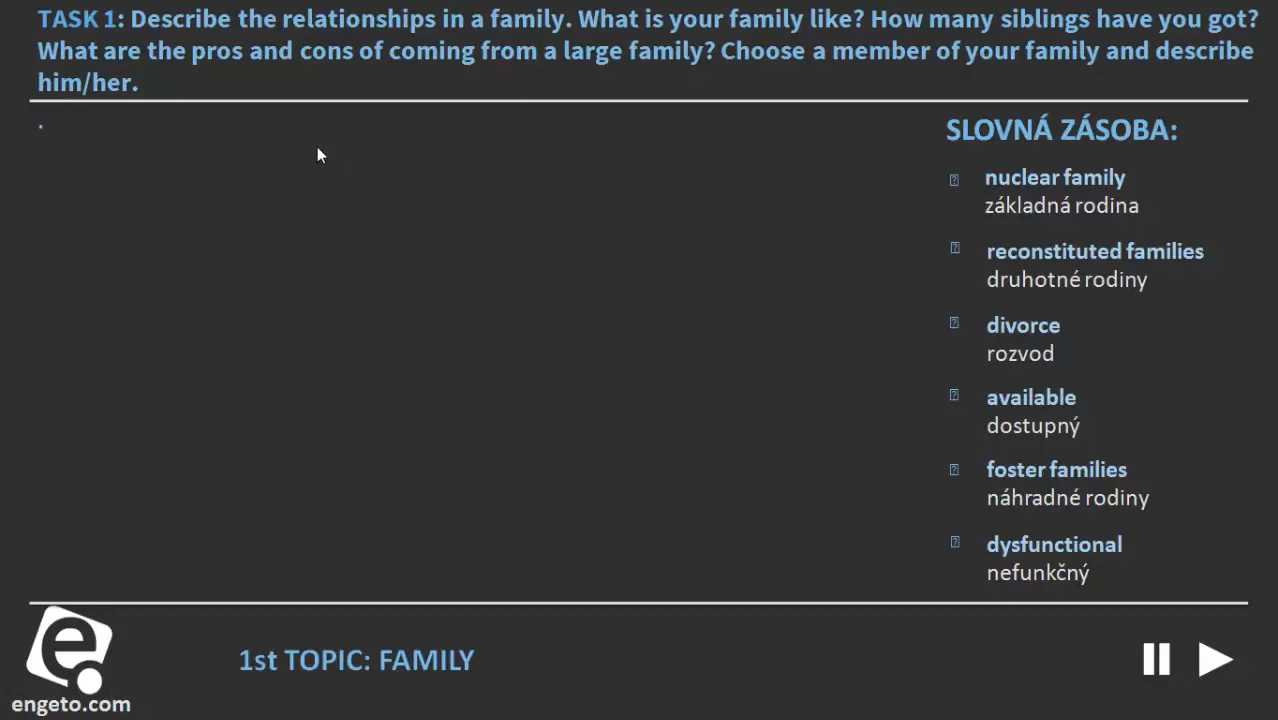 TASK 1: Describe the relationships in a family. What is your family like? How many siblings have you got?
What are the pros and cons of coming from a large family? Choose a member of your family and describe
him/her.
SLOVNÁ ZÁSOBA:
nuclear family
základná rodina
reconstituted families
druhotné rodiny
divorce
rozvod
available
dostupný
foster families
náhradné rodiny
dysfunctional
nefunkčný
e
engeto.com
1st TOPIC: FAMILY